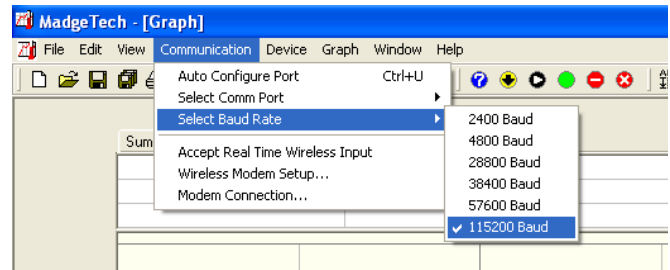 MadgeTech - [Graph]
File Edit View Communication Device Graph Window Help
Auto Configure Port Ctrl+U
Select Comm Port
Select Baud Rate
Accept Real Time Wireless Input
Wireless Modem Setup...
Modem Connection...
2400 Baud
4800 Baud
28800 Baud
38400 Baud
57600 Baud
115200 Baud
Sum